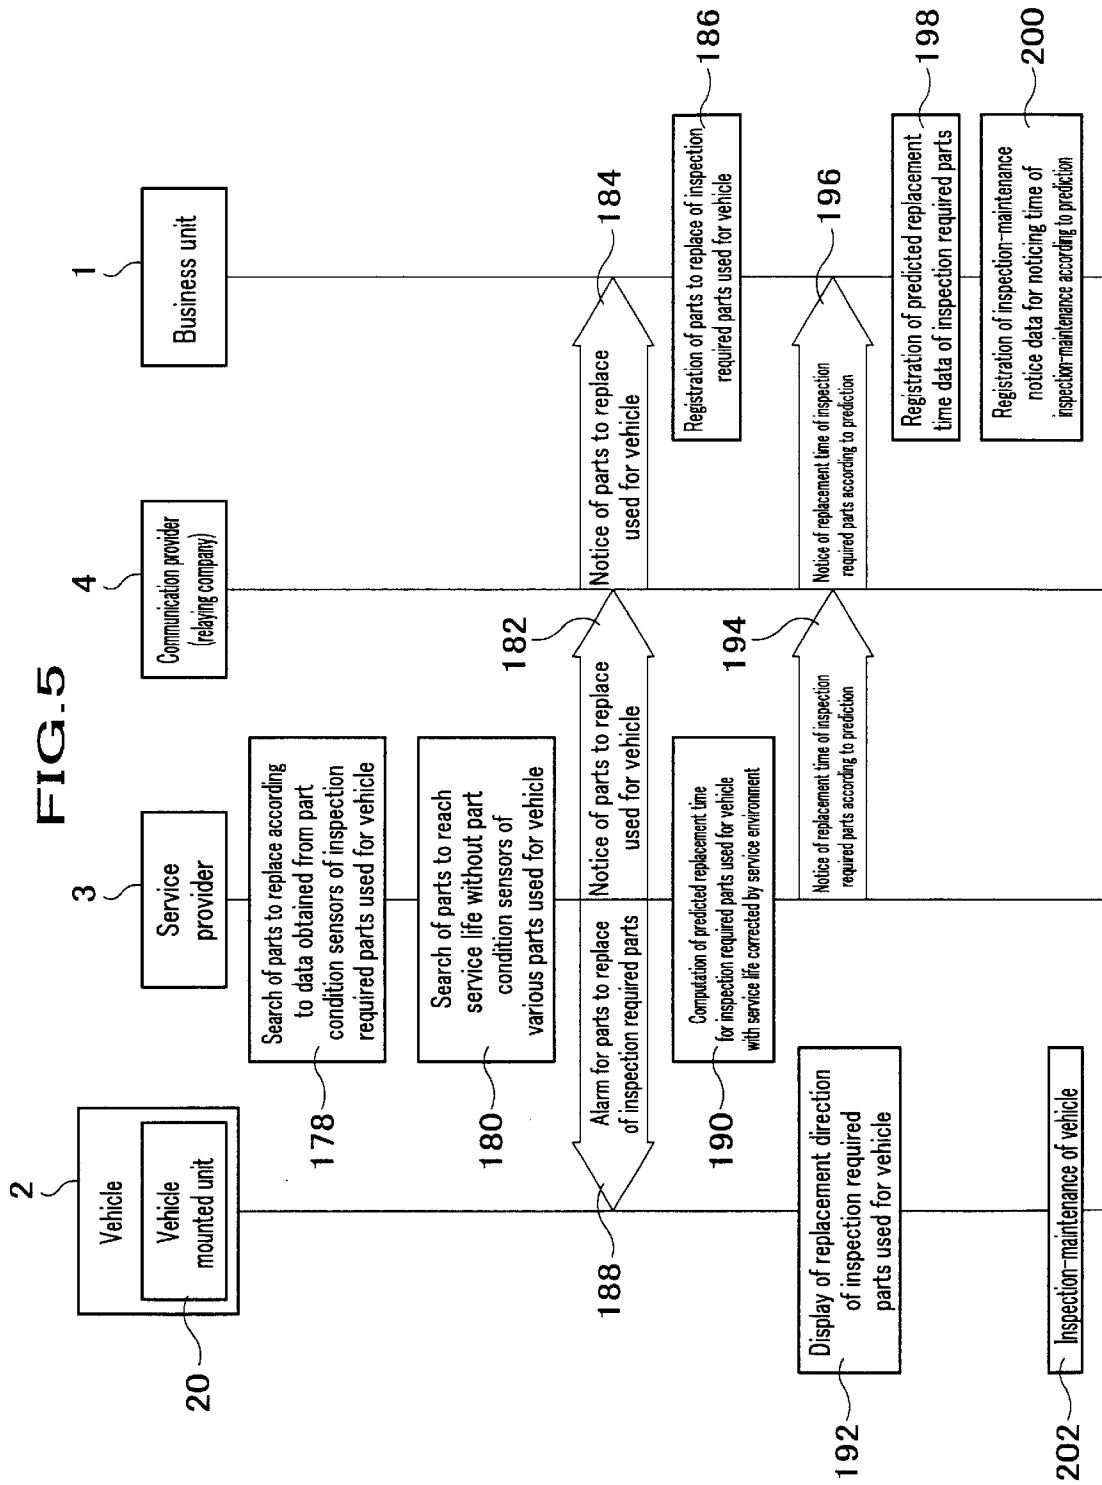 FIG.5
2
Vehicle
Vehicle
mounted unit
20
3
Service
provider
4
Communication provider
(relaying company)
1
Business unit
Search of parts to replace according
to data obtained from part
condition sensors of inspection
required parts used for vehicle
178
Search of parts to reach
service life without part
condition sensors of
various parts used for vehicle
180
Alarm for parts to replace
of inspection required parts
188
Notice of parts to replace
used for vehicle
182
Notice of parts to replace
used for vehicle
184
Registration of parts to replace of inspection
required parts used for vehicle
186
Computation of predicted replacement time
for inspection required parts used for vehicle
with service life corrected by service environment
190
Display of replacement direction
of inspection required
parts used for vehicle
192
Notice of replacement time of inspection
required parts according to prediction
194
Notice of replacement time of inspection
required parts according to prediction
196
Registration of predicted replacement
time data of inspection required parts
198
Registration of inspection-maintenance
notice data for noticing time of
inspection-maintenance according to prediction
200
Inspection-maintenance of vehicle
202